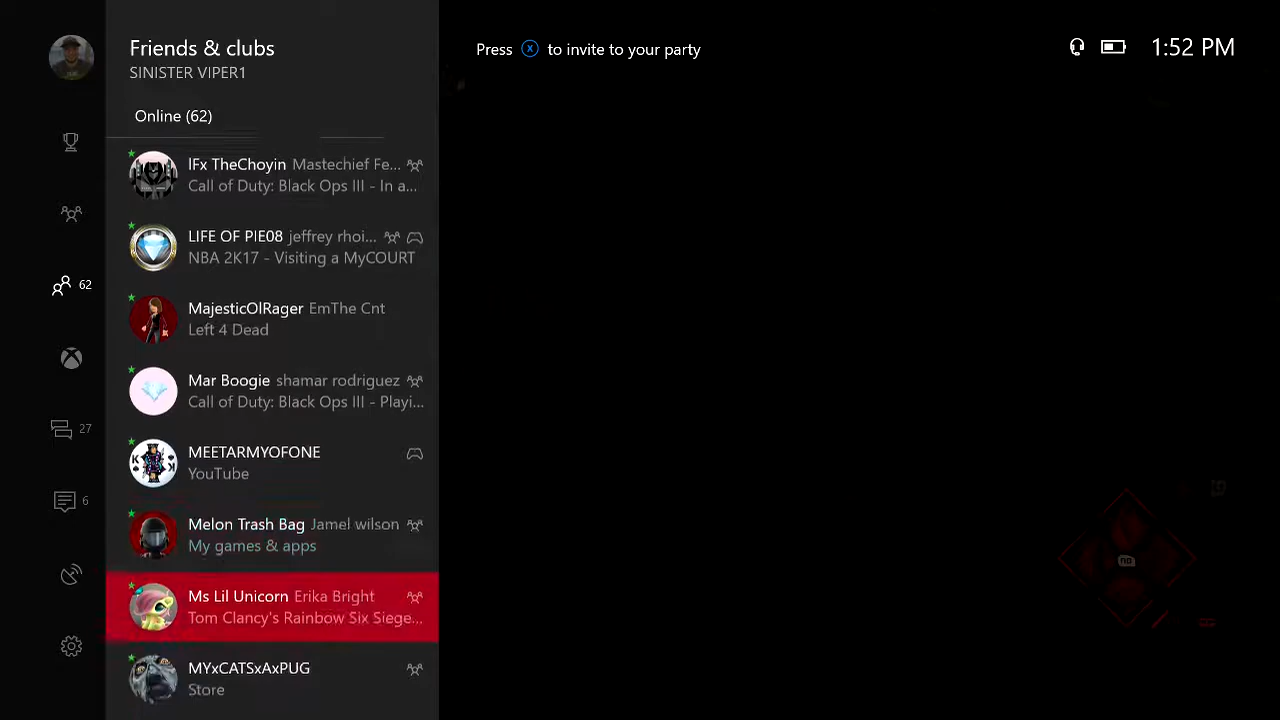 Friends & clubs
SINISTER VIPER1
Press X to invite to your party
1:52 PM
Online (62)
lFx TheChoyin Mastechief Fe...
Call of Duty: Black Ops III - In a...
LIFE OF PIE08 jeffrey rhoi...
NBA 2K17 - Visiting a MyCOURT
62
MajesticOlRager EmThe Cnt
Left 4 Dead
Mar Boogie shamar rodriguez
Call of Duty: Black Ops III - Playi...
27
MEETARMYOFONE
YouTube
6
Melon Trash Bag Jamel wilson
My games & apps
Ms Lil Unicorn Erika Bright
Tom Clancy's Rainbow Six Siege...
MYxCATSxAxPUG
Store